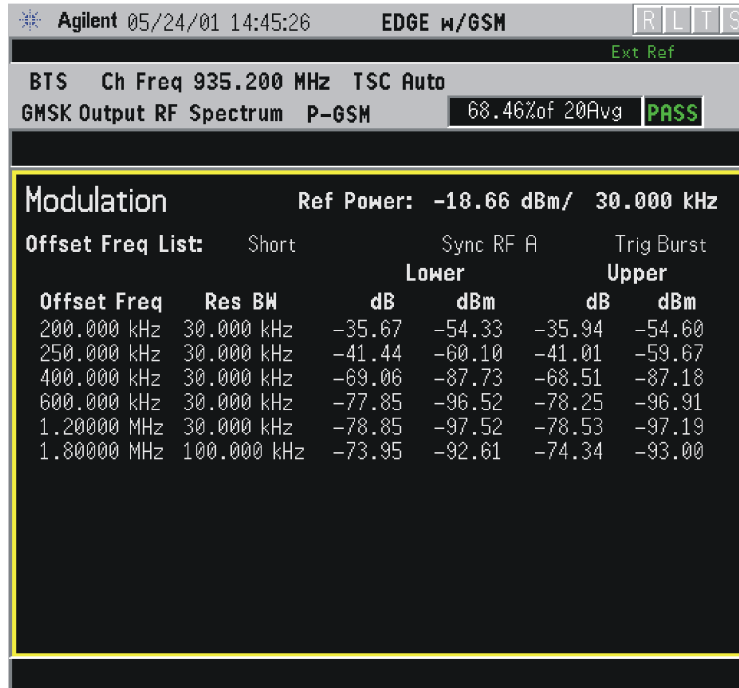 Agilent 05/24/01 14:45:26 EDGE W/GSM R L T S
Ext Ref
BTS Ch Freq 935.200 MHz TSC Auto
GMSK Output RF Spectrum P-GSM 68.46%of 20Avg PASS
Modulation Ref Power: -18.66 dBm/ 30.000 kHz
Offset Freq List: Short Sync RF A Trig Burst
Lower Upper
Offset Freq Res BW dB dBm dB dBm
200.000 kHz 30.000 kHz -35.67 -54.33 -35.94 -54.60
250.000 kHz 30.000 kHz -41.44 -60.10 -41.01 -59.67
400.000 kHz 30.000 kHz -69.06 -87.73 -68.51 -87.18
600.000 kHz 30.000 kHz -77.85 -96.52 -78.25 -96.91
1.20000 MHz 30.000 kHz -78.85 -97.52 -78.53 -97.19
1.80000 MHz 100.000 kHz -73.95 -92.61 -74.34 -93.00